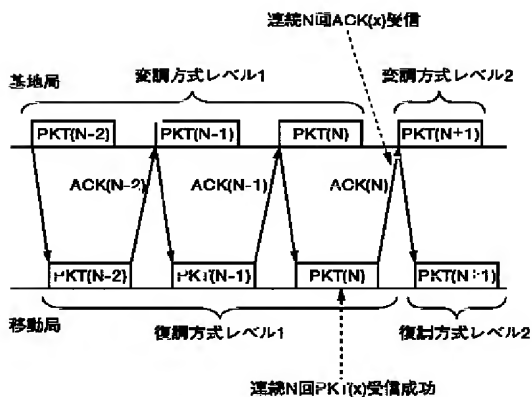 連続N回ACK(x)受信
変調方式レベル1
変調方式レベル2
基地局
PKT(N-2)
PKT(N-1)
PKT(N)
PKT(N+1)
ACK(N-2)
ACK(N-1)
ACK(N)
PKT(N-2)
PKT(N-1)
PKT(N)
PKT(N+1)
移動局
復調方式レベル1
復調方式レベル2
連続N回PKT(x)受信成功